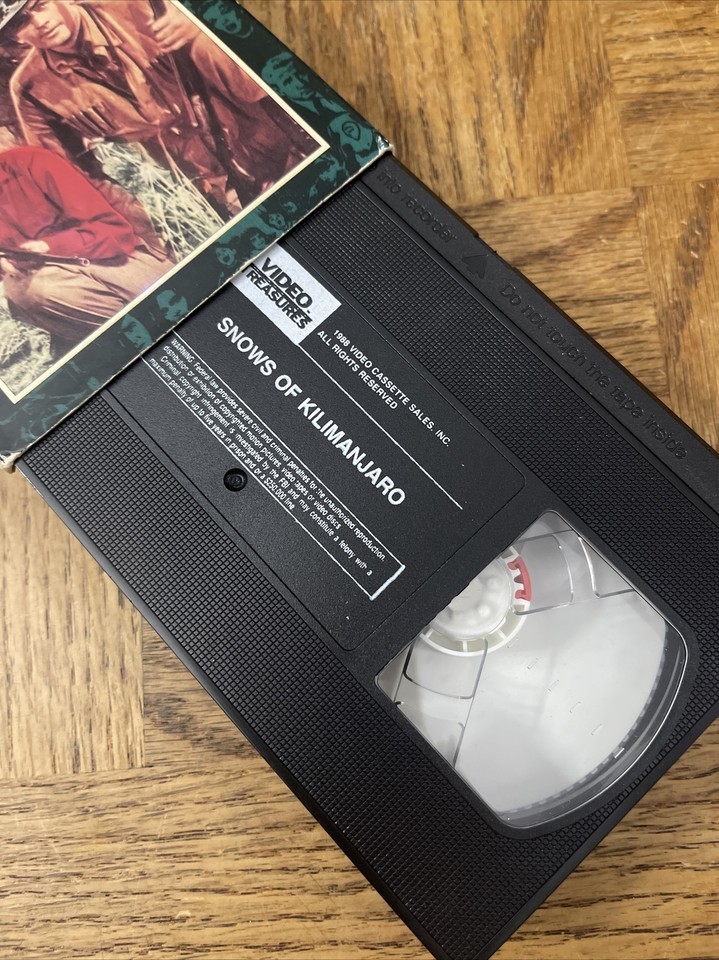 VIDEO
TREASURES
1988 VIDEO CASSETTE SALES, INC.
ALL RIGHTS RESERVED
SNOWS OF KILIMANJARO
WARNING: Federal law provides severe civil and criminal penalties for the unauthorized reproduction,
distribution or exhibition of copyrighted motion pictures, video tapes or video discs
Criminal copyright infringement is investigated by the FBI and may constitute a felony with a
maximum penalty of up to five years in prison and or a $250,000 fine
into recorder
Do not touch the tape inside